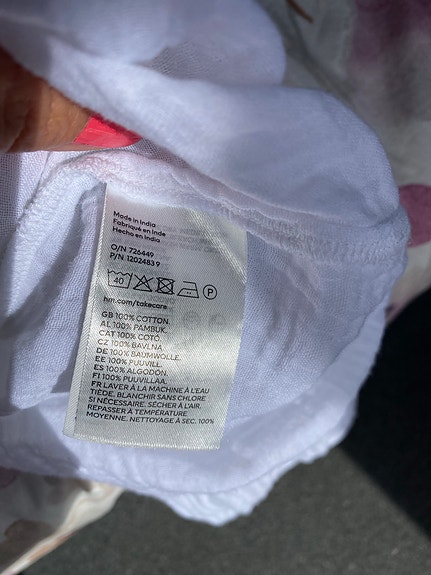 Made in India
Fabriqué en Inde
Hecho en India
O/N 726449
P/N 12024839
40 P
hm.com/takecare
GB 100% COTTON.
AL 100% PAMBUK.
CAT 100% COTÓ.
CZ 100% BAVLNA.
DE 100% BAUMWOLLE.
EE 100% PUUVILL.
ES 100% ALGODÓN.
FI 100% PUUVILLAA.
FR LAVER À LA MACHINE À L'EAU
TIÈDE. BLANCHIR SANS CHLORE
SI NÉCESSAIRE. SÉCHER À L'AIR.
REPASSER À TEMPÉRATURE
MOYENNE. NETTOYAGE À SEC. 100%